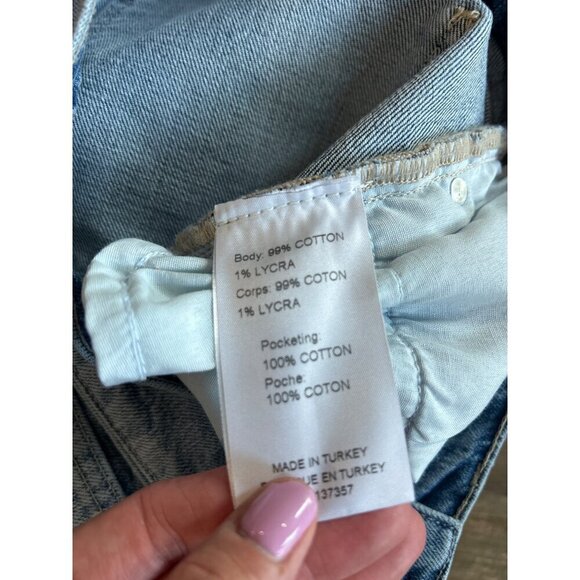 Body: 99% COTTON
1% LYCRA
Corps: 99% COTON
1% LYCRA
Pocketing:
100% COTTON
Poche:
100% COTON
MADE IN TURKEY
EN TURKEY
137357